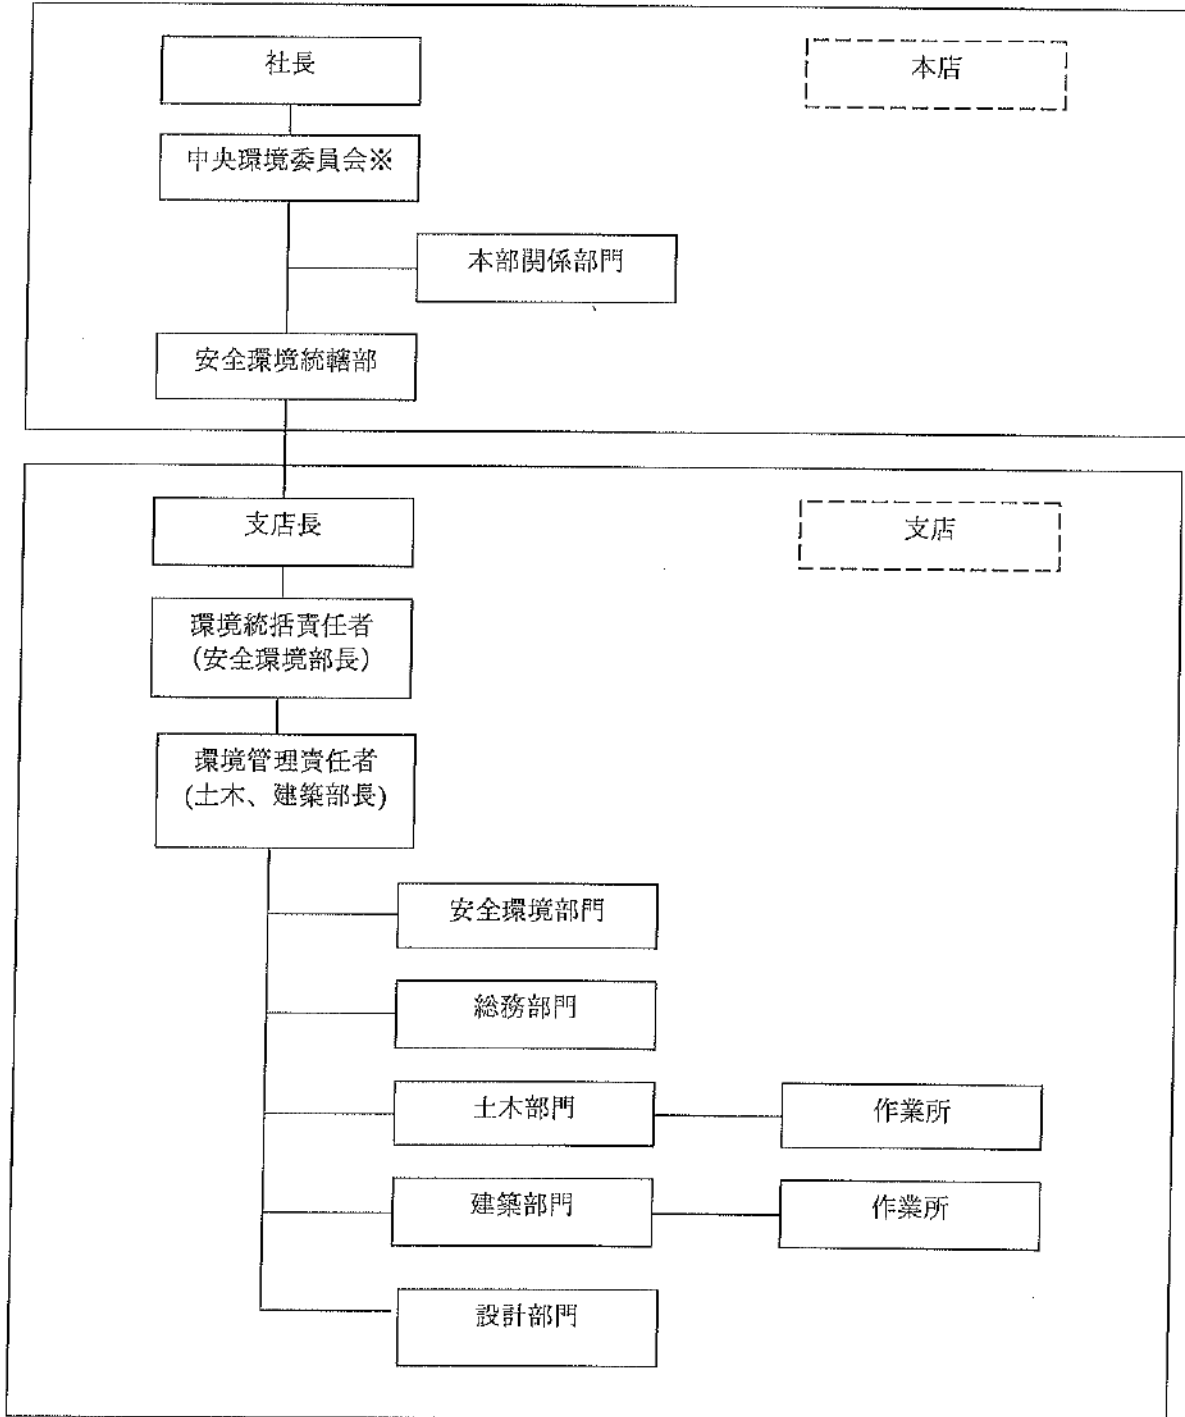 社長
本店
中央環境委員会※
本部関係部門
安全環境統轄部
支店長
支店
環境統括責任者
（安全環境部長）
環境管理責任者
(土木、建築部長)
安全環境部門
総務部門
土木部門
作業所
建築部門
作業所
設計部門